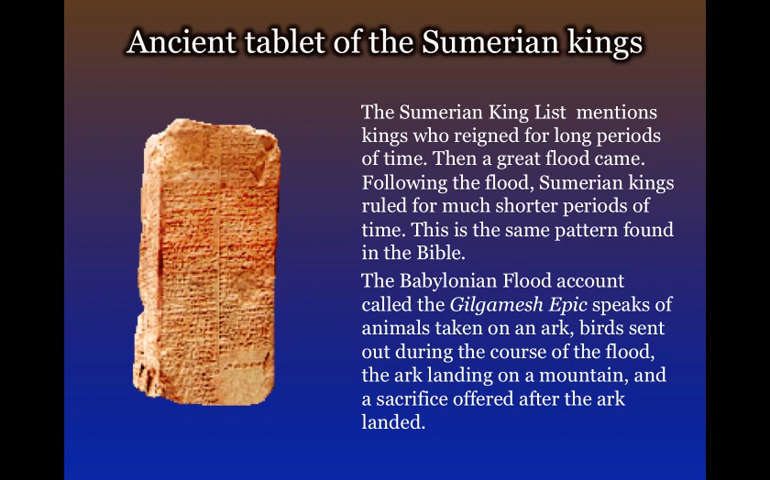 Ancient tablet of the Sumerian kings
The Sumerian King List mentions
kings who reigned for long periods
of time. Then a great flood came.
Following the flood, Sumerian kings
ruled for much shorter periods of
time. This is the same pattern found
in the Bible.
The Babylonian Flood account
called the Gilgamesh Epic speaks of
animals taken on an ark, birds sent
out during the course of the flood,
the ark landing on a mountain, and
a sacrifice offered after the ark
landed.